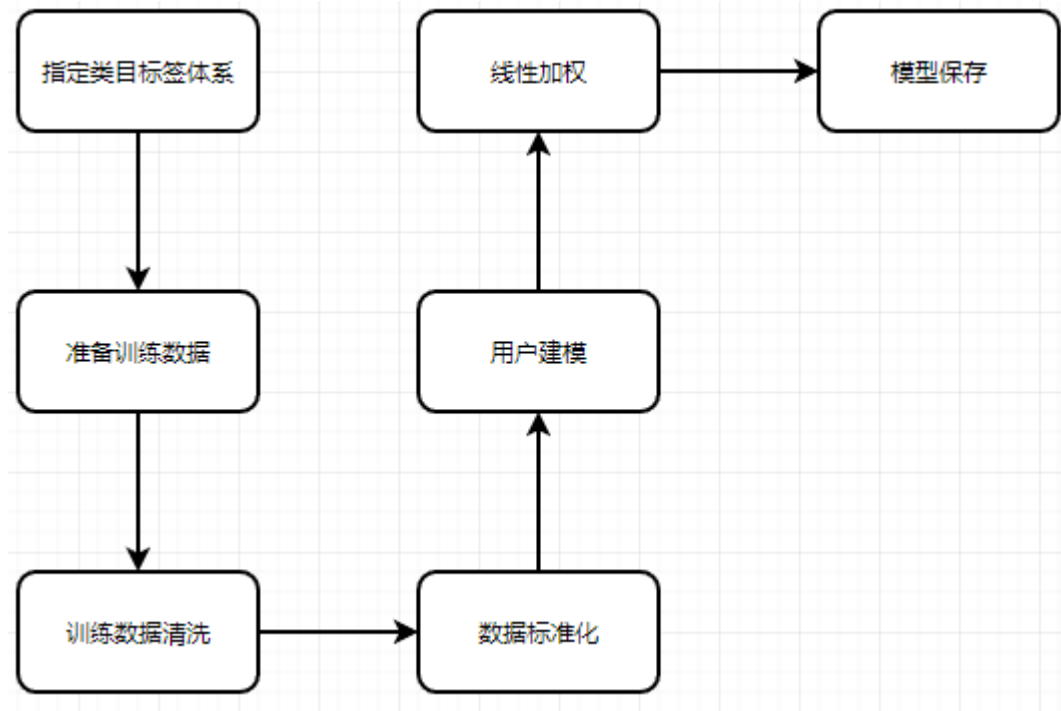 指定类目标签体系
线性加权
模型保存
准备训练数据
用户建模
训练数据清洗
数据标准化